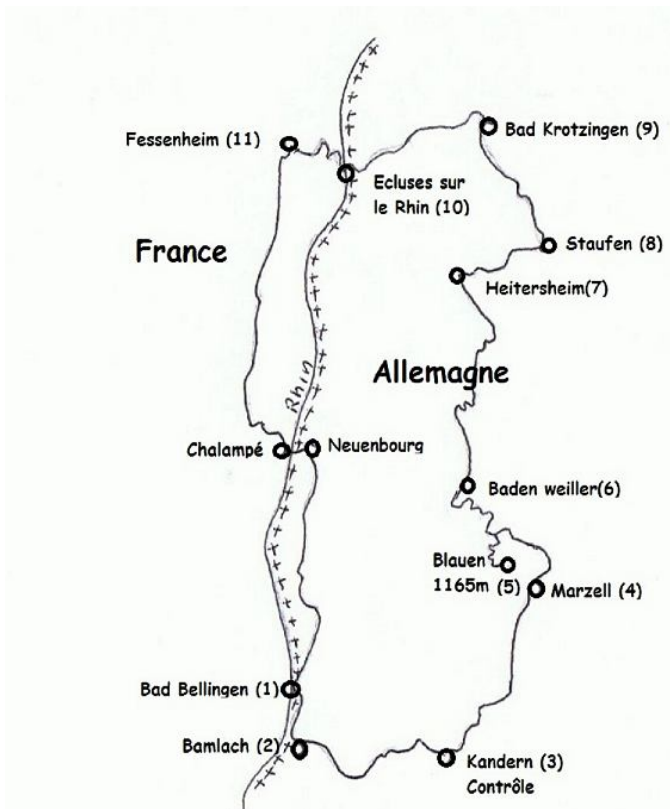 Fessenheim (11)
Bad Krotzingen (9)
Ecluses sur
le Rhin (10)
France
Staufen (8)
Heitersheim(7)
Rhin
Allemagne
Chalampé
Neuenbourg
Baden weiller(6)
Blauen
1165m (5)
Marzell (4)
Bad Bellingen (1)
Bamlach (2)
Kandern (3)
Contrôle